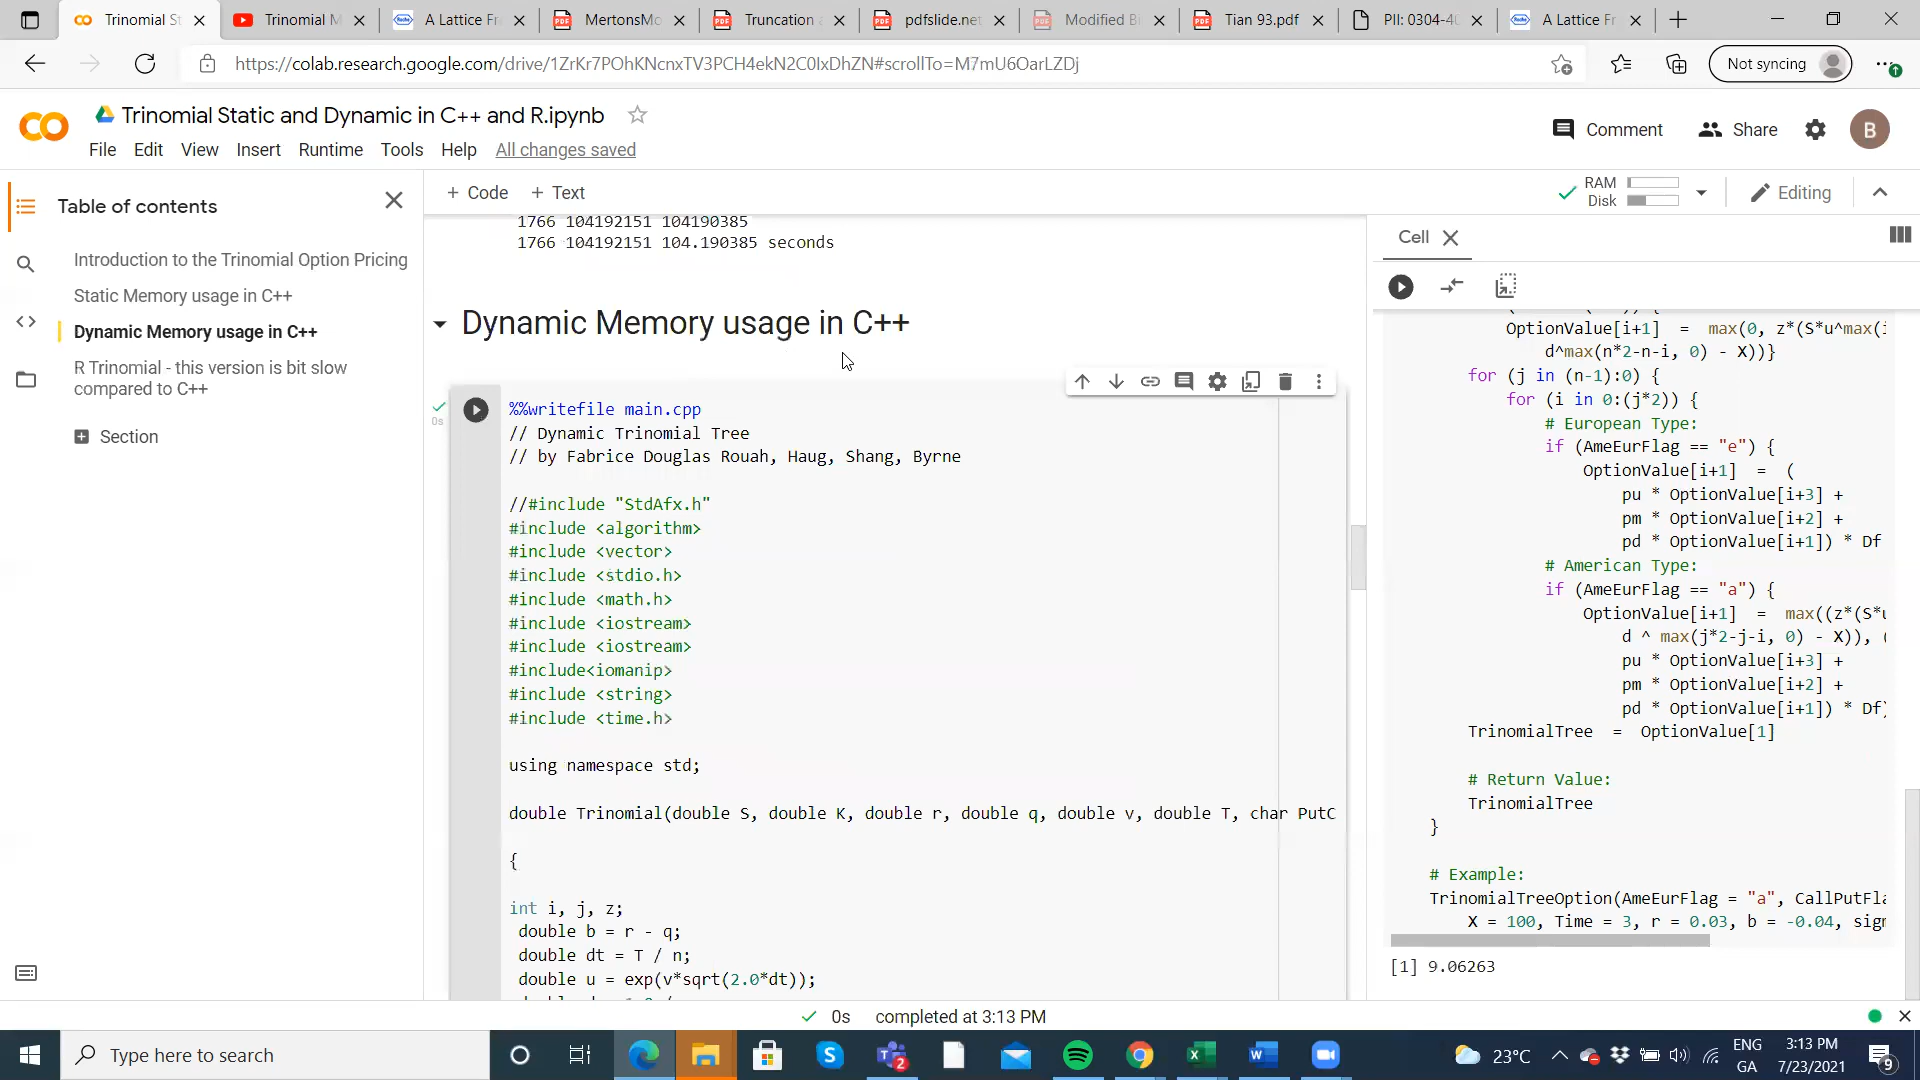 Trinomial St
Trinomial M
A Lattice Fr
MertonsMo
Truncation a
pdfslide.net
Modified Bi
Tian 93.pdf
PII: 0304-40
A Lattice Fr
https://colab.research.google.com/drive/1ZrKr7POhKNcnxTV3PCH4ekN2C0IxDhZN#scrollTo=M7mU6OarLZDj
Not syncing
Trinomial Static and Dynamic in C++ and R.ipynb
Comment
Share
B
File Edit View Insert Runtime Tools Help All changes saved
Table of contents
Introduction to the Trinomial Option Pricing
Static Memory usage in C++
Dynamic Memory usage in C++
R Trinomial - this version is bit slow
compared to C++
Section
+ Code + Text
RAM
Disk
Editing
1766 104192151 104190385
1766 104192151 104.190385 seconds
Dynamic Memory usage in C++
0s
%%writefile main.cpp
// Dynamic Trinomial Tree
// by Fabrice Douglas Rouah, Haug, Shang, Byrne
//#include "StdAfx.h"
#include <algorithm>
#include <vector>
#include <stdio.h>
#include <math.h>
#include <iostream>
#include <iostream>
#include<iomanip>
#include <string>
#include <time.h>
using namespace std;
double Trinomial(double S, double K, double r, double q, double v, double T, char PutC
{
int i, j, z;
double b = r - q;
double dt = T / n;
double u = exp(v*sqrt(2.0*dt));
Cell
OptionValue[i+1] = max(0, z*(S*u^max(i
d^max(n*2-n-i, 0) - X))}
for (j in (n-1):0) {
for (i in 0:(j*2)) {
# European Type:
if (AmeEurFlag == "e") {
OptionValue[i+1] = (
pu * OptionValue[i+3] +
pm * OptionValue[i+2] +
pd * OptionValue[i+1]) * Df
# American Type:
if (AmeEurFlag == "a") {
OptionValue[i+1] = max((z*(S*u
d ^ max(j*2-j-i, 0) - X)), (
pu * OptionValue[i+3] +
pm * OptionValue[i+2] +
pd * OptionValue[i+1]) * Df)
TrinomialTree = OptionValue[1]
# Return Value:
TrinomialTree
}
# Example:
TrinomialTreeOption(AmeEurFlag = "a", CallPutFla
X = 100, Time = 3, r = 0.03, b = -0.04, sigm
[1] 9.06263
0s completed at 3:13 PM
Type here to search
2
23°C
ENG
GA
3:13 PM
7/23/2021
9